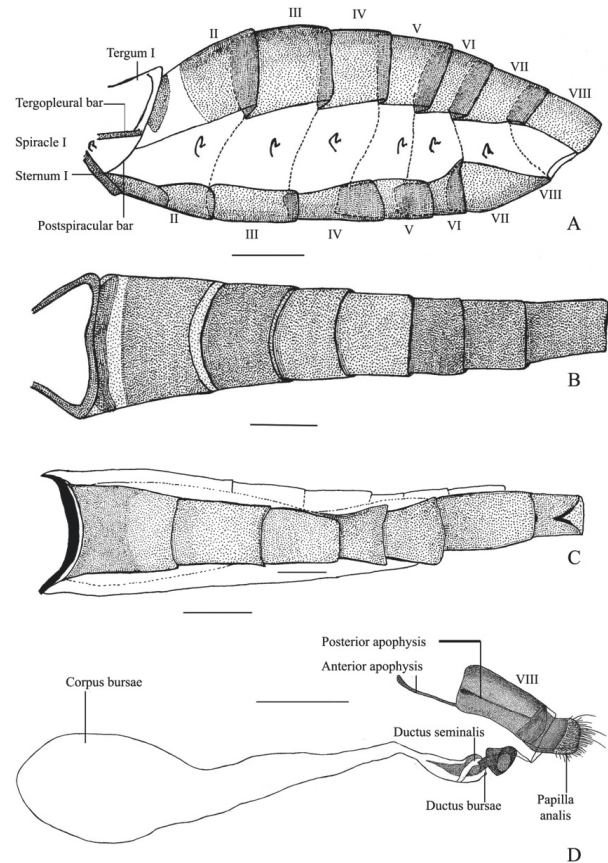 III
IV
II
V
Tergum I
VI
VII
Tergopleural bar
VIII
Spiracle I
Sternum I
Postspiracular bar
II
III
IV
V
VI
VII
VIII
A
B
C
Posterior apophysis
Anterior apophysis
VIII
Corpus bursae
Ductus seminalis
Ductus bursae
Papilla
analis
D